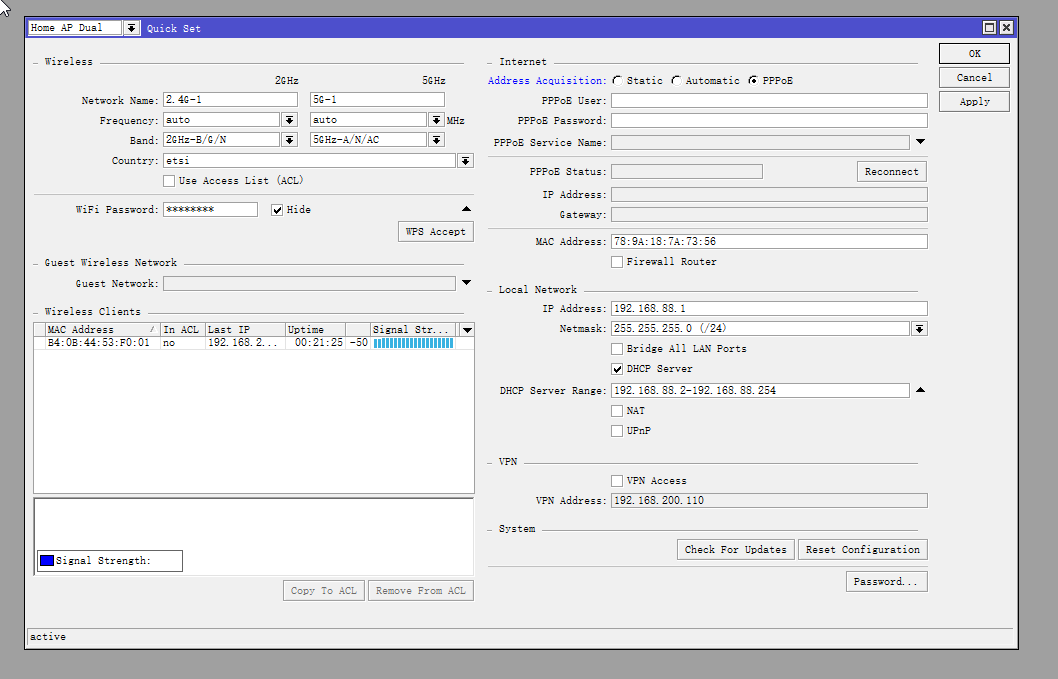 Home AP Dual Quick Set
Wireless
2GHz 5GHz
Network Name: 2.4G-1 5G-1
Frequency: auto auto MHz
Band: 2GHz-B/G/N 5GHz-A/N/AC
Country: etsi
Use Access List (ACL)
WiFi Password: ******** Hide
WPS Accept
Guest Wireless Network
Guest Network:
Wireless Clients
MAC Address / In ACL Last IP Uptime Signal Str...
B4:0B:44:53:F0:01 no 192.168.2... 00:21:25 -50
Signal Strength:
Copy To ACL Remove From ACL
Internet
Address Acquisition: Static Automatic PPPoE
PPPoE User:
PPPoE Password:
PPPoE Service Name:
PPPoE Status: Reconnect
IP Address:
Gateway:
MAC Address: 78:9A:18:7A:73:56
Firewall Router
Local Network
IP Address: 192.168.88.1
Netmask: 255.255.255.0 (/24)
Bridge All LAN Ports
DHCP Server
DHCP Server Range: 192.168.88.2-192.168.88.254
NAT
UPnP
VPN
VPN Access
VPN Address: 192.168.200.110
System
Check For Updates Reset Configuration
Password...
OK
Cancel
Apply
active